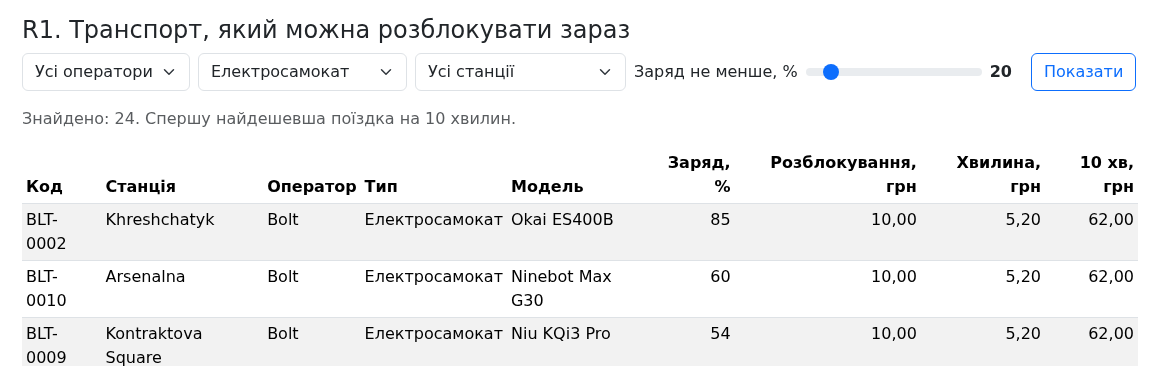 R1. Транспорт, який можна розблокувати зараз
Усі оператори Електросамокат Усі станції Заряд не менше, % 20 Показати
Знайдено: 24. Спершу найдешевша поїздка на 10 хвилин.
Код Станція Оператор Тип Модель Заряд, % Розблокування, грн Хвилина, грн 10 хв, грн
BLT-0002 Khreshchatyk Bolt Електросамокат Okai ES400B 85 10,00 5,20 62,00
BLT-0010 Arsenalna Bolt Електросамокат Ninebot Max G30 60 10,00 5,20 62,00
BLT-0009 Kontraktova Square Bolt Електросамокат Niu KQi3 Pro 54 10,00 5,20 62,00